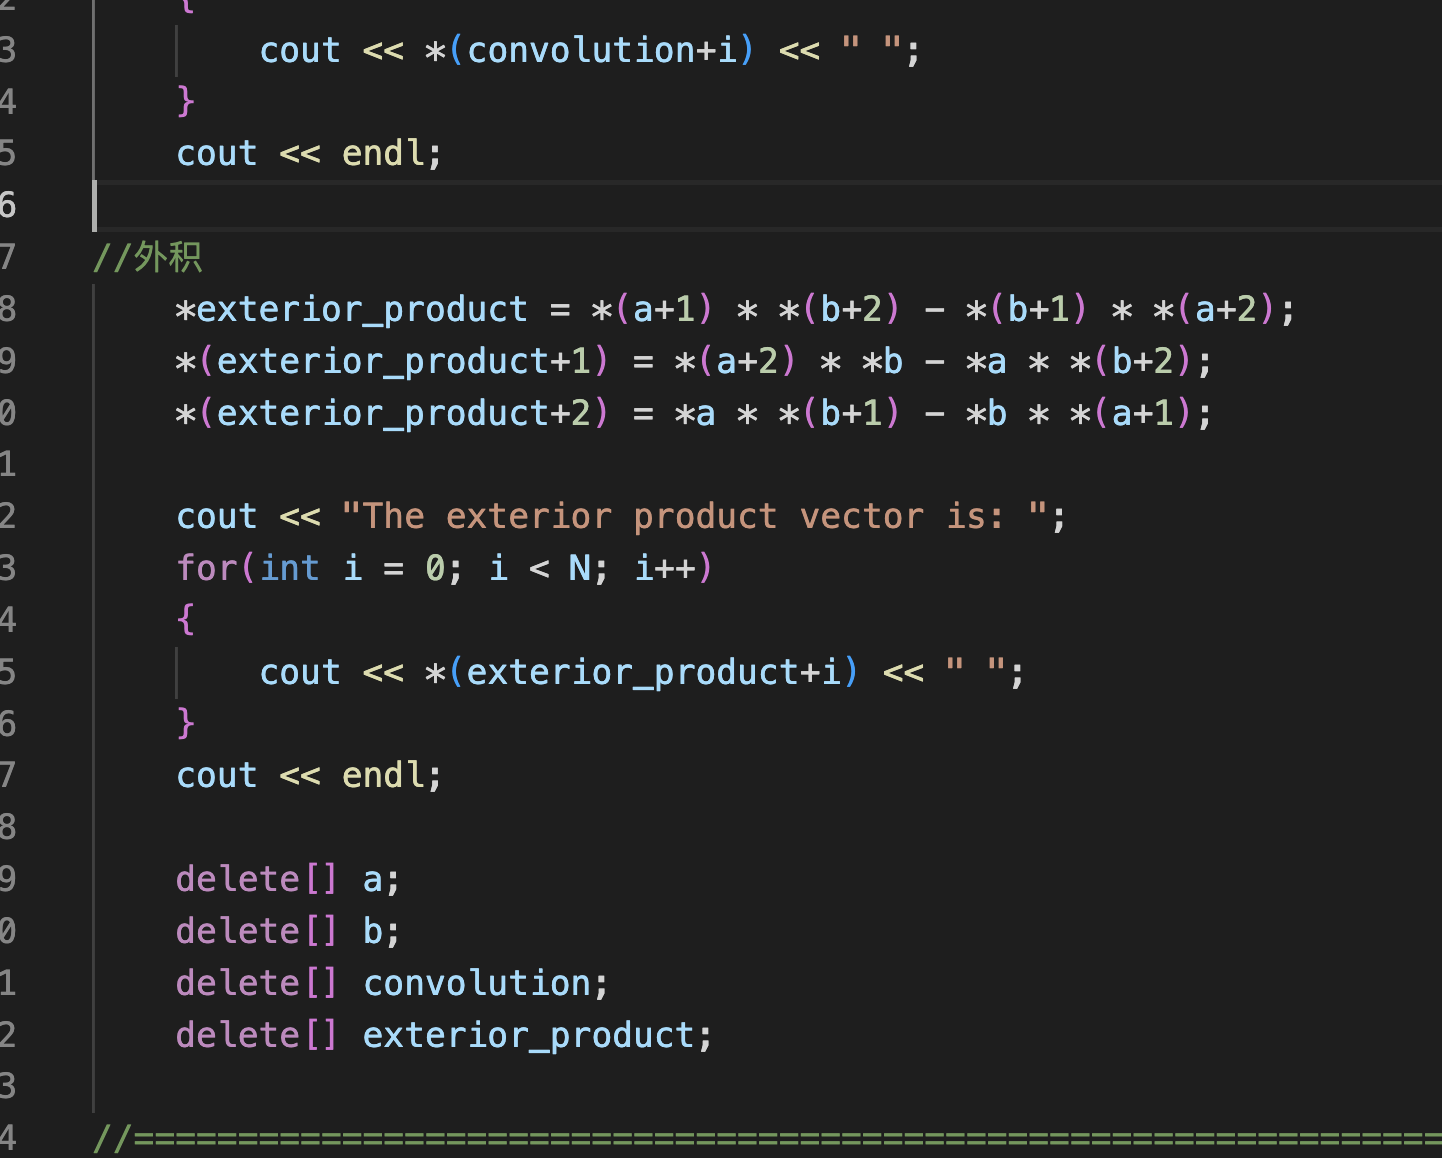 2 {
3 cout << *(convolution+i) << " ";
4 }
5 cout << endl;
6
7 //外积
8 *exterior_product = *(a+1) * *(b+2) - *(b+1) * *(a+2);
9 *(exterior_product+1) = *(a+2) * *b - *a * *(b+2);
0 *(exterior_product+2) = *a * *(b+1) - *b * *(a+1);
1
2 cout << "The exterior product vector is: ";
3 for(int i = 0; i < N; i++)
4 {
5 cout << *(exterior_product+i) << " ";
6 }
7 cout << endl;
8
9 delete[] a;
0 delete[] b;
1 delete[] convolution;
2 delete[] exterior_product;
3
4 //===============================================================